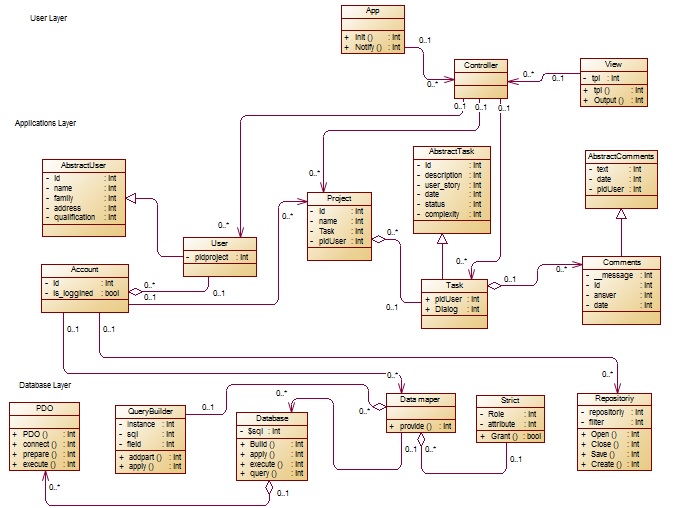 User Layer
App
+ Init () : Int
+ Notify () : Int
0..1
0..*
Controller
0..*
0..1
View
- tpl : Int
+ tpl () : Int
+ Output () : Int
0..1
0..1
0..1
Applications Layer
AbstractUser
- id : Int
- name : Int
- family : Int
- address : Int
- qualification : Int
AbstractTask
- id : Int
- description : Int
- user_story : Int
- date : Int
- status : Int
- complexity : Int
AbstractComments
- text : Int
- date : Int
- pidUser : Int
0..*
Project
- id : Int
- name : Int
- Task : Int
- pidUser : Int
0..*
0..*
User
- pidproject : Int
0..*
Account
- id : Int
- is_loggined : bool
0..1
0..1
0..*
Task
+ pidUser : Int
+ Dialog : Int
0..1
0..1
0..*
Comments
- __message : Int
- id : Int
- answer : Int
- date : Int
0..1
0..1
Database Layer
0..*
0..*
PDO
+ PDO () : Int
+ connect () : Int
+ prepare () : Int
+ execute () : Int
0..*
QueryBuilder
- instance : Int
- sql : Int
- field : Int
+ addpart () : Int
+ apply () : Int
0..1
0..*
Database
- $sql : Int
+ Build () : Int
+ apply () : Int
+ execute () : Int
+ query () : Int
0..1
0..*
Data maper
+ provide () : Int
0..1
0..*
Strict
- Role : Int
- attribute : Int
+ Grant () : bool
0..1
Repositoriy
- repositoriy : Int
- filter : Int
+ Open () : Int
+ Close () : Int
+ Save () : Int
+ Create () : Int